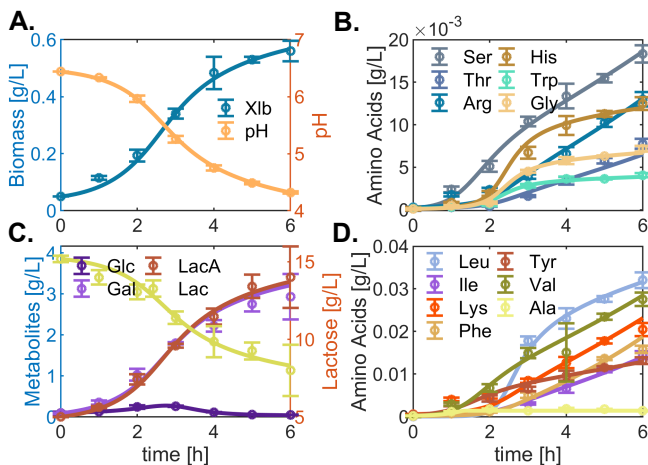 A.
0.6
0.4
0.2
0
Biomass [g/L]
Xlb
pH
7
6
5
4
pH
0 2 4 6
B.
×10⁻³
20
15
10
5
0
Amino Acids [g/L]
Ser His
Thr Trp
Arg Gly
0 2 4 6
C.
4
3
2
1
0
Metabolites [g/L]
Glc LacA
Gal Lac
15
10
5
Lactose [g/L]
0 2 4 6
time [h]
D.
0.04
0.03
0.02
0.01
0
Amino Acids [g/L]
Leu Tyr
Ile Val
Lys Ala
Phe
0 2 4 6
time [h]